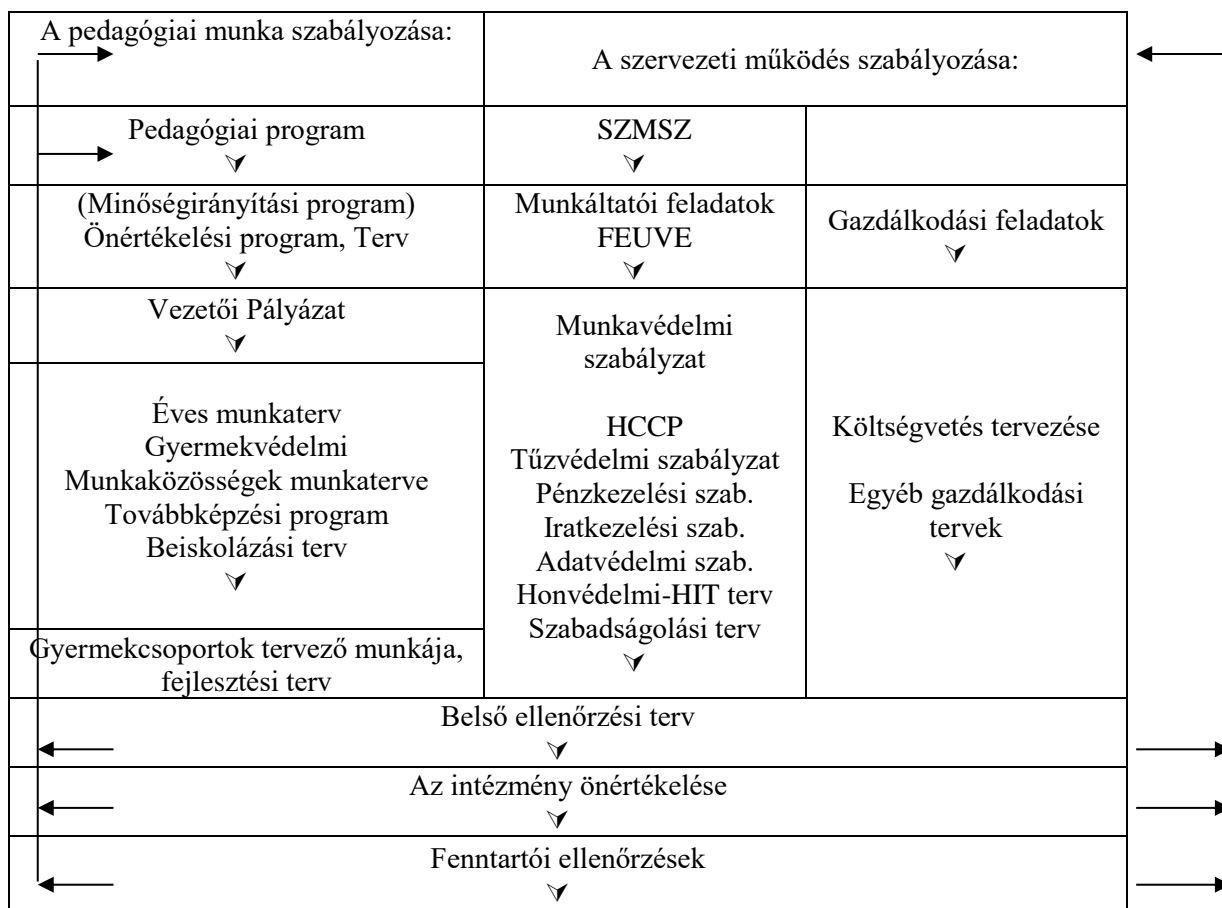 A pedagógiai munka szabályozása:
A szervezeti működés szabályozása:
Pedagógiai program
SZMSZ
(Minőségirányítási program)
Önértékelési program, Terv
Munkáltatói feladatok
FEUVE
Gazdálkodási feladatok
Vezetői Pályázat
Éves munkaterv
Gyermekvédelmi
Munkaközösségek munkaterve
Továbbképzési program
Beiskolázási terv
Gyermekcsoportok tervező munkája,
fejlesztési terv
Munkavédelmi
szabályzat
HCCP
Tűzvédelmi szabályzat
Pénzkezelési szab.
Iratkezelési szab.
Adatvédelmi szab.
Honvédelmi-HIT terv
Szabadságolási terv
Költségvetés tervezése
Egyéb gazdálkodási
tervek
Belső ellenőrzési terv
Az intézmény önértékelése
Fenntartói ellenőrzések